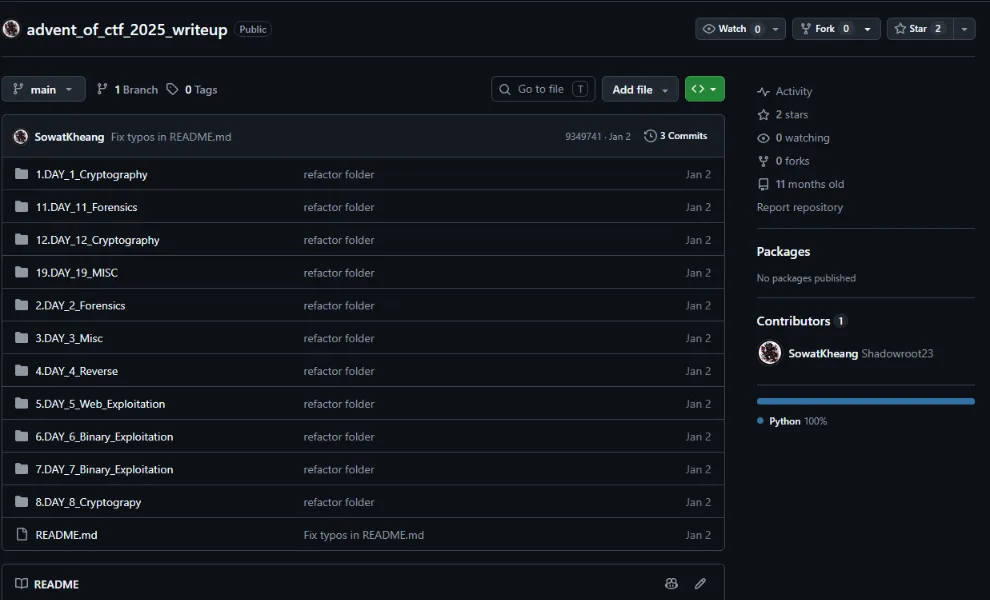 advent_of_ctf_2025_writeup Public
Watch 0 Fork 0 Star 2
main 1 Branch 0 Tags
Go to file T Add file <>
SowatKheang Fix typos in README.md 9349741 · Jan 2 3 Commits
1.DAY_1_Cryptography refactor folder Jan 2
11.DAY_11_Forensics refactor folder Jan 2
12.DAY_12_Cryptography refactor folder Jan 2
19.DAY_19_MISC refactor folder Jan 2
2.DAY_2_Forensics refactor folder Jan 2
3.DAY_3_Misc refactor folder Jan 2
4.DAY_4_Reverse refactor folder Jan 2
5.DAY_5_Web_Exploitation refactor folder Jan 2
6.DAY_6_Binary_Exploitation refactor folder Jan 2
7.DAY_7_Binary_Exploitation refactor folder Jan 2
8.DAY_8_Cryptograpy refactor folder Jan 2
README.md Fix typos in README.md Jan 2
README
Activity
2 stars
0 watching
0 forks
11 months old
Report repository
Packages
No packages published
Contributors 1
SowatKheang Shadowroot23
Python 100%